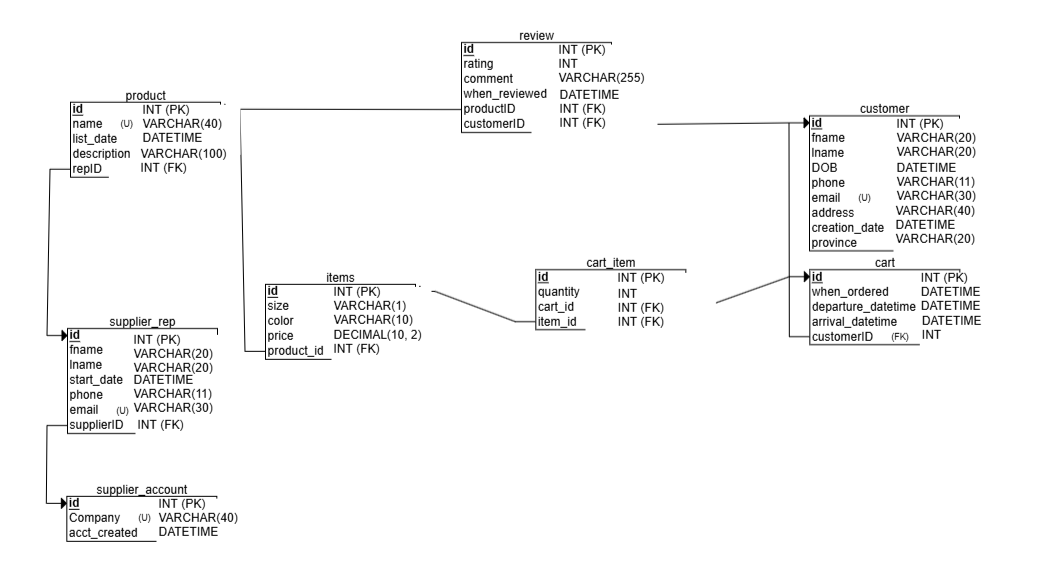 review
id INT (PK)
rating INT
comment VARCHAR(255)
when_reviewed DATETIME
productID INT (FK)
customerID INT (FK)
product
id INT (PK)
name (U) VARCHAR(40)
list_date DATETIME
description VARCHAR(100)
repID INT (FK)
customer
id INT (PK)
fname VARCHAR(20)
lname VARCHAR(20)
DOB DATETIME
phone VARCHAR(11)
email (U) VARCHAR(30)
address VARCHAR(40)
creation_date DATETIME
province VARCHAR(20)
items
id INT (PK)
size VARCHAR(1)
color VARCHAR(10)
price DECIMAL(10, 2)
product_id INT (FK)
cart_item
id INT (PK)
quantity INT
cart_id INT (FK)
item_id INT (FK)
cart
id INT (PK)
when_ordered DATETIME
departure_datetime DATETIME
arrival_datetime DATETIME
customerID (FK) INT
supplier_rep
id INT (PK)
fname VARCHAR(20)
lname VARCHAR(20)
start_date DATETIME
phone VARCHAR(11)
email (U) VARCHAR(30)
supplierID INT (FK)
supplier_account
id INT (PK)
Company (U) VARCHAR(40)
acct_created DATETIME